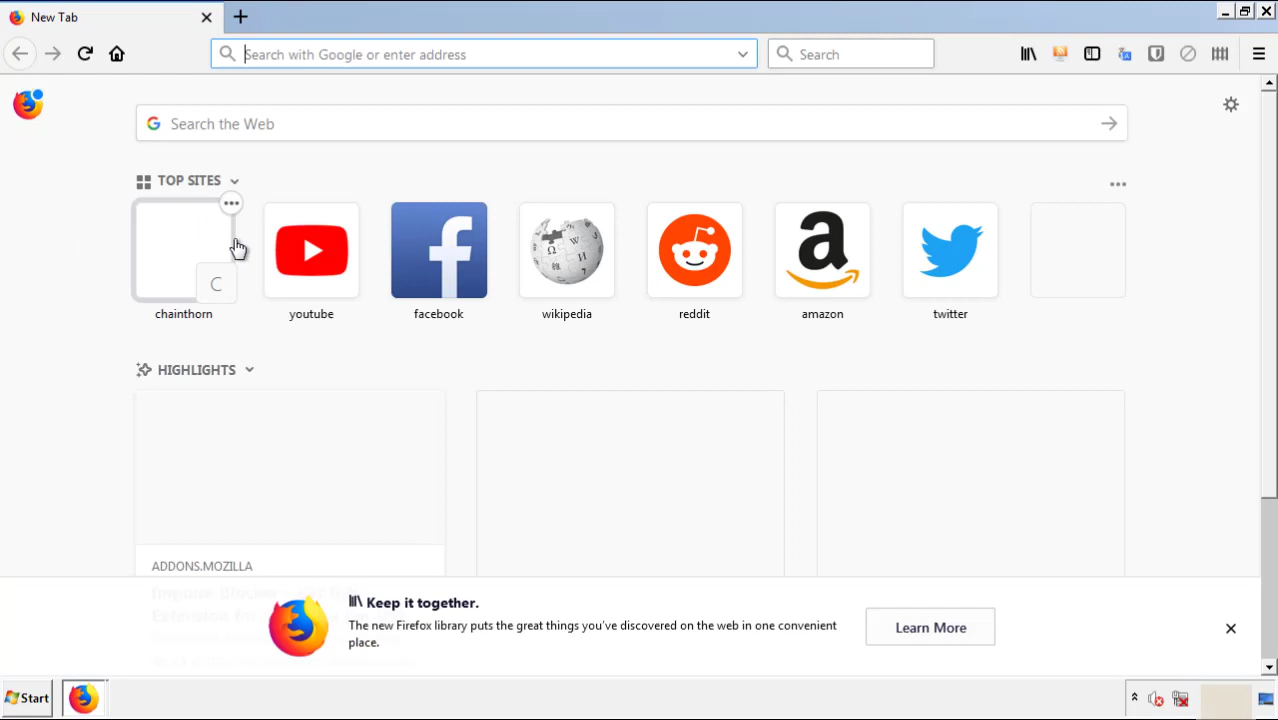 New Tab
Search with Google or enter address
Search
Search the Web
TOP SITES
C
chainthorn
youtube
facebook
wikipedia
reddit
amazon
twitter
HIGHLIGHTS
ADDONS.MOZILLA
Keep it together.
The new Firefox library puts the great things you've discovered on the web in one convenient
place.
Learn More
Start